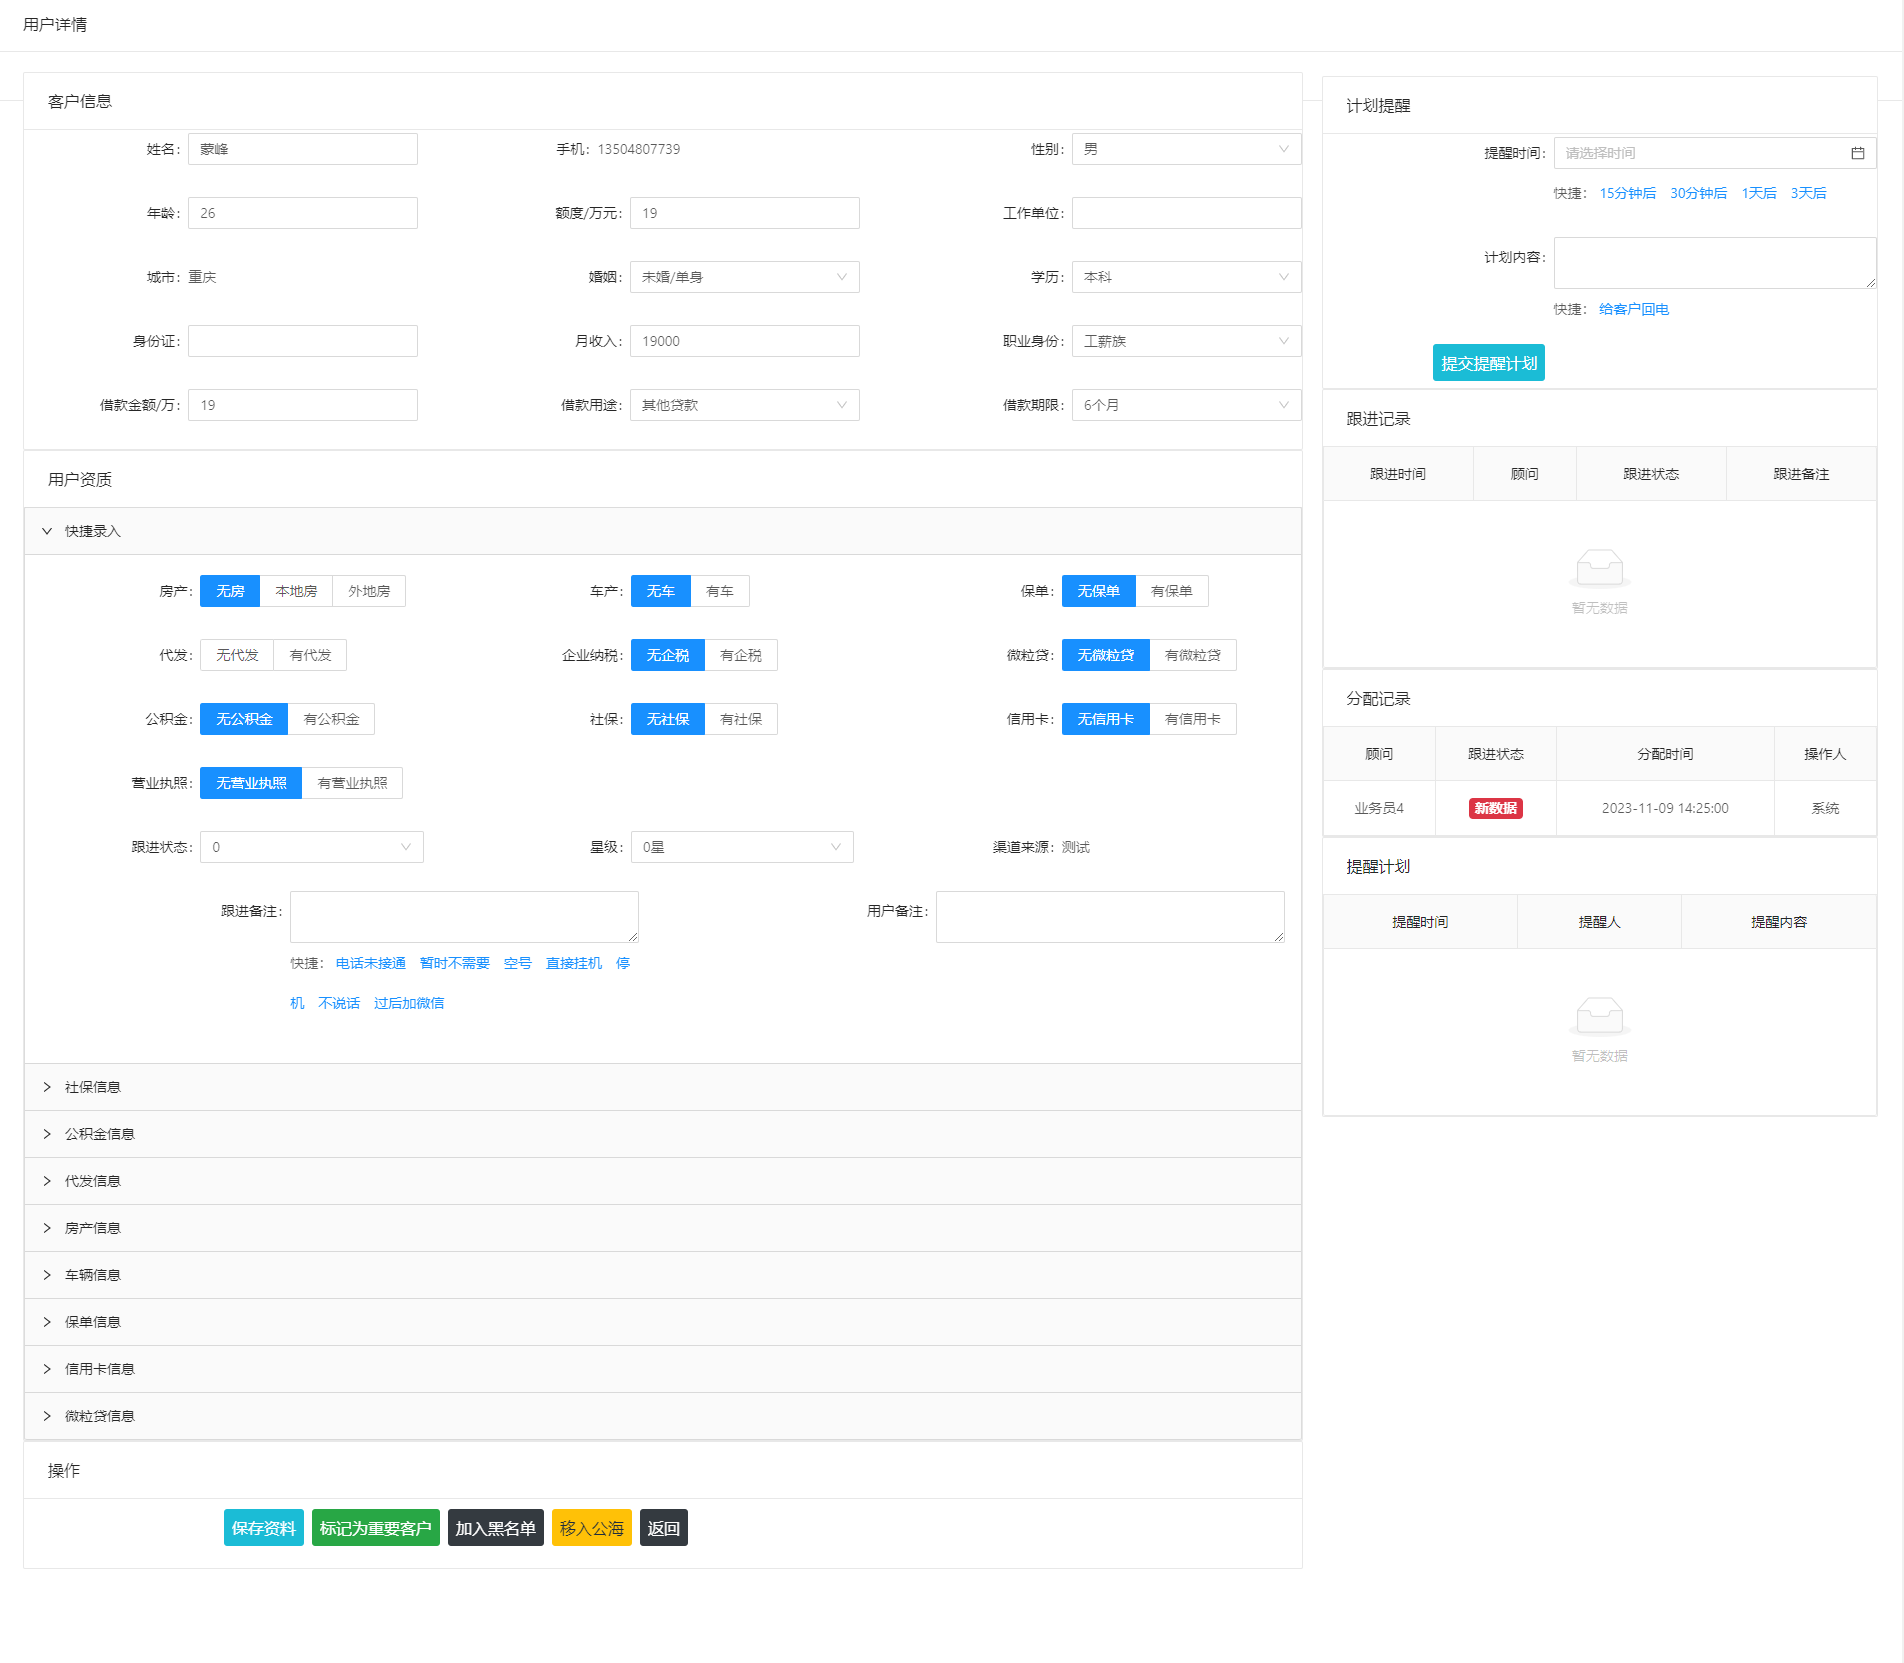 用户详情
客户信息
姓名: 蒙峰 手机: 13504807739 性别: 男
年龄: 26 额度/万元: 19 工作单位:
城市: 重庆 婚姻: 未婚/单身 学历: 本科
身份证: 月收入: 19000 职业身份: 工薪族
借款金额/万: 19 借款用途: 其他贷款 借款期限: 6个月
用户资质
快捷录入
房产: 无房 本地房 外地房 车产: 无车 有车 保单: 无保单 有保单
代发: 无代发 有代发 企业纳税: 无企税 有企税 微粒贷: 无微粒贷 有微粒贷
公积金: 无公积金 有公积金 社保: 无社保 有社保 信用卡: 无信用卡 有信用卡
营业执照: 无营业执照 有营业执照
跟进状态: 0 星级: 0星 渠道来源: 测试
跟进备注: 用户备注:
快捷: 电话未接通 暂时不需要 空号 直接挂机 停
机 不说话 过后加微信
社保信息
公积金信息
代发信息
房产信息
车辆信息
保单信息
信用卡信息
微粒贷信息
操作
保存资料 标记为重要客户 加入黑名单 移入公海 返回
计划提醒
提醒时间: 请选择时间
快捷: 15分钟后 30分钟后 1天后 3天后
计划内容:
快捷: 给客户回电
提交提醒计划
跟进记录
跟进时间 顾问 跟进状态 跟进备注
暂无数据
分配记录
顾问 跟进状态 分配时间 操作人
业务员4 新数据 2023-11-09 14:25:00 系统
提醒计划
提醒时间 提醒人 提醒内容
暂无数据